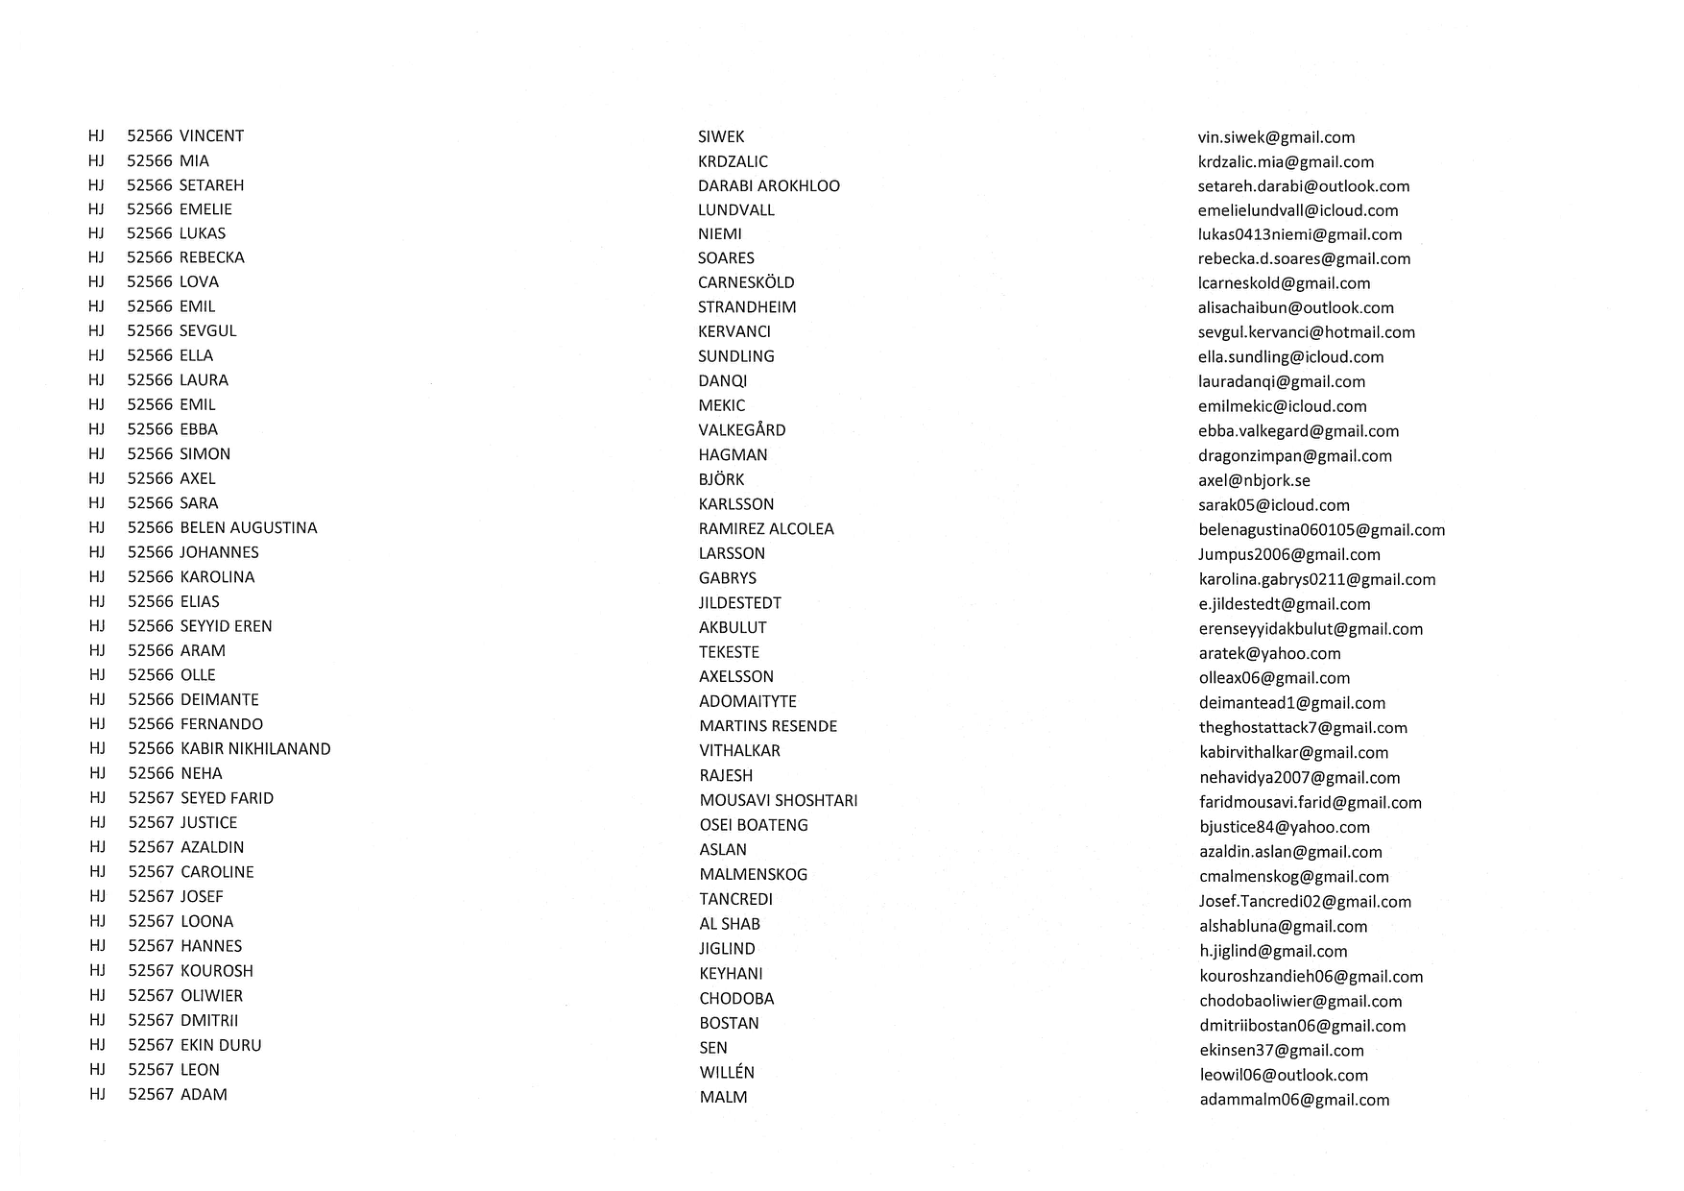 HJ 52566 VINCENT SIWEK vin.siwek@gmail.com
HJ 52566 MIA KRDZALIC krdzalic.mia@gmail.com
HJ 52566 SETAREH DARABI AROKHLOO setareh.darabi@outlook.com
HJ 52566 EMELIE LUNDVALL emelielundvall@icloud.com
HJ 52566 LUKAS NIEMI lukas0413niemi@gmail.com
HJ 52566 REBECKA SOARES rebecka.d.soares@gmail.com
HJ 52566 LOVA CARNESKÖLD lcarneskold@gmail.com
HJ 52566 EMIL STRANDHEIM alisachaibun@outlook.com
HJ 52566 SEVGUL KERVANCI sevgul.kervanci@hotmail.com
HJ 52566 ELLA SUNDLING ella.sundling@icloud.com
HJ 52566 LAURA DANQI lauradanqi@gmail.com
HJ 52566 EMIL MEKIC emilmekic@icloud.com
HJ 52566 EBBA VALKEGÅRD ebba.valkegard@gmail.com
HJ 52566 SIMON HAGMAN dragonzimpan@gmail.com
HJ 52566 AXEL BJÖRK axel@nbjork.se
HJ 52566 SARA KARLSSON sarak05@icloud.com
HJ 52566 BELEN AUGUSTINA RAMIREZ ALCOLEA belenagustina060105@gmail.com
HJ 52566 JOHANNES LARSSON Jumpus2006@gmail.com
HJ 52566 KAROLINA GABRYS karolina.gabrys0211@gmail.com
HJ 52566 ELIAS JILDESTEDT e.jildestedt@gmail.com
HJ 52566 SEYYID EREN AKBULUT erenseyyidakbulut@gmail.com
HJ 52566 ARAM TEKESTE aratek@yahoo.com
HJ 52566 OLLE AXELSSON olleax06@gmail.com
HJ 52566 DEIMANTE ADOMAITYTE deimantead1@gmail.com
HJ 52566 FERNANDO MARTINS RESENDE theghostattack7@gmail.com
HJ 52566 KABIR NIKHILANAND VITHALKAR kabirvithalkar@gmail.com
HJ 52566 NEHA RAJESH nehavidya2007@gmail.com
HJ 52567 SEYED FARID MOUSAVI SHOSHTARI faridmousavi.farid@gmail.com
HJ 52567 JUSTICE OSEI BOATENG bjustice84@yahoo.com
HJ 52567 AZALDIN ASLAN azaldin.aslan@gmail.com
HJ 52567 CAROLINE MALMENSKOG cmalmenskog@gmail.com
HJ 52567 JOSEF TANCREDI Josef.Tancredi02@gmail.com
HJ 52567 LOONA AL SHAB alshabluna@gmail.com
HJ 52567 HANNES JIGLIND h.jiglind@gmail.com
HJ 52567 KOUROSH KEYHANI kouroshzandieh06@gmail.com
HJ 52567 OLIWIER CHODOBA chodobaoliwier@gmail.com
HJ 52567 DMITRII BOSTAN dmitriibostan06@gmail.com
HJ 52567 EKIN DURU SEN ekinsen37@gmail.com
HJ 52567 LEON WILLÉN leowil06@outlook.com
HJ 52567 ADAM MALM adammalm06@gmail.com